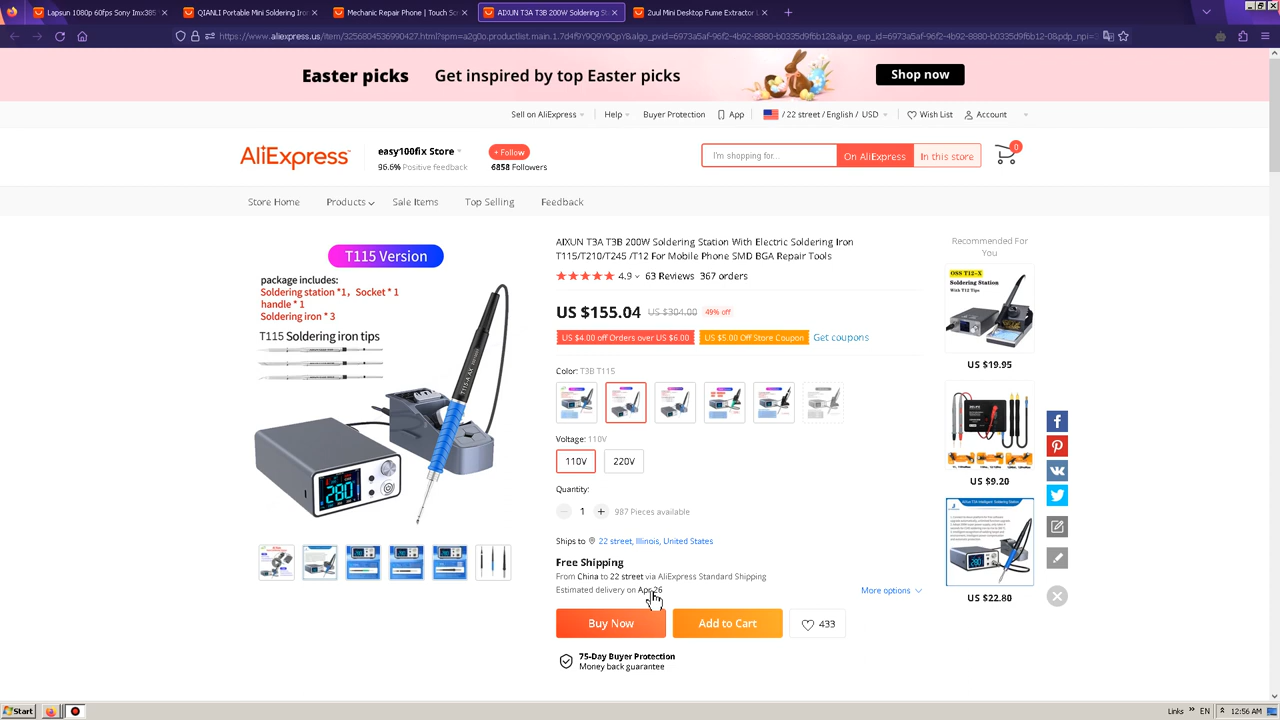 Lapsun 1080p 60fps Sony Imx385
QIANLI Portable Mini Soldering Iron
Mechanic Repair Phone | Touch Sc
AIXUN T3A T3B 200W Soldering St
2uul Mini Desktop Fume Extractor
Easter picks
Get inspired by top Easter picks
Shop now
Sell on AliExpress
Help
Buyer Protection
App
/ 22 street / English / USD
Wish List
Account
AliExpress
easy100fix Store
96.6% Positive feedback
+ Follow
6858 Followers
I'm shopping for...
On AliExpress
In this store
0
Store Home
Products
Sale Items
Top Selling
Feedback
T115 Version
package includes:
Soldering station *1, Socket * 1
handle * 1
Soldering iron * 3
T115 Soldering iron tips
280
AIXUN T3A T3B 200W Soldering Station With Electric Soldering Iron
T115/T210/T245 /T12 For Mobile Phone SMD BGA Repair Tools
4.9 63 Reviews 367 orders
US $155.04 US $304.00 49% off
US $4.00 off Orders over US $6.00
US $5.00 Off Store Coupon
Get coupons
Color: T3B T115
Voltage: 110V
110V
220V
Quantity:
1 + 987 Pieces available
Ships to 22 street, Illinois, United States
Free Shipping
From China to 22 street via AliExpress Standard Shipping
Estimated delivery on Apr 26
More options
Buy Now
Add to Cart
433
75-Day Buyer Protection
Money back guarantee
Recommended For
You
OSS T12-X
Soldering Station
With T12 Tips
US $19.95
US $9.20
US $22.80
Start
Links
EN
12:56 AM